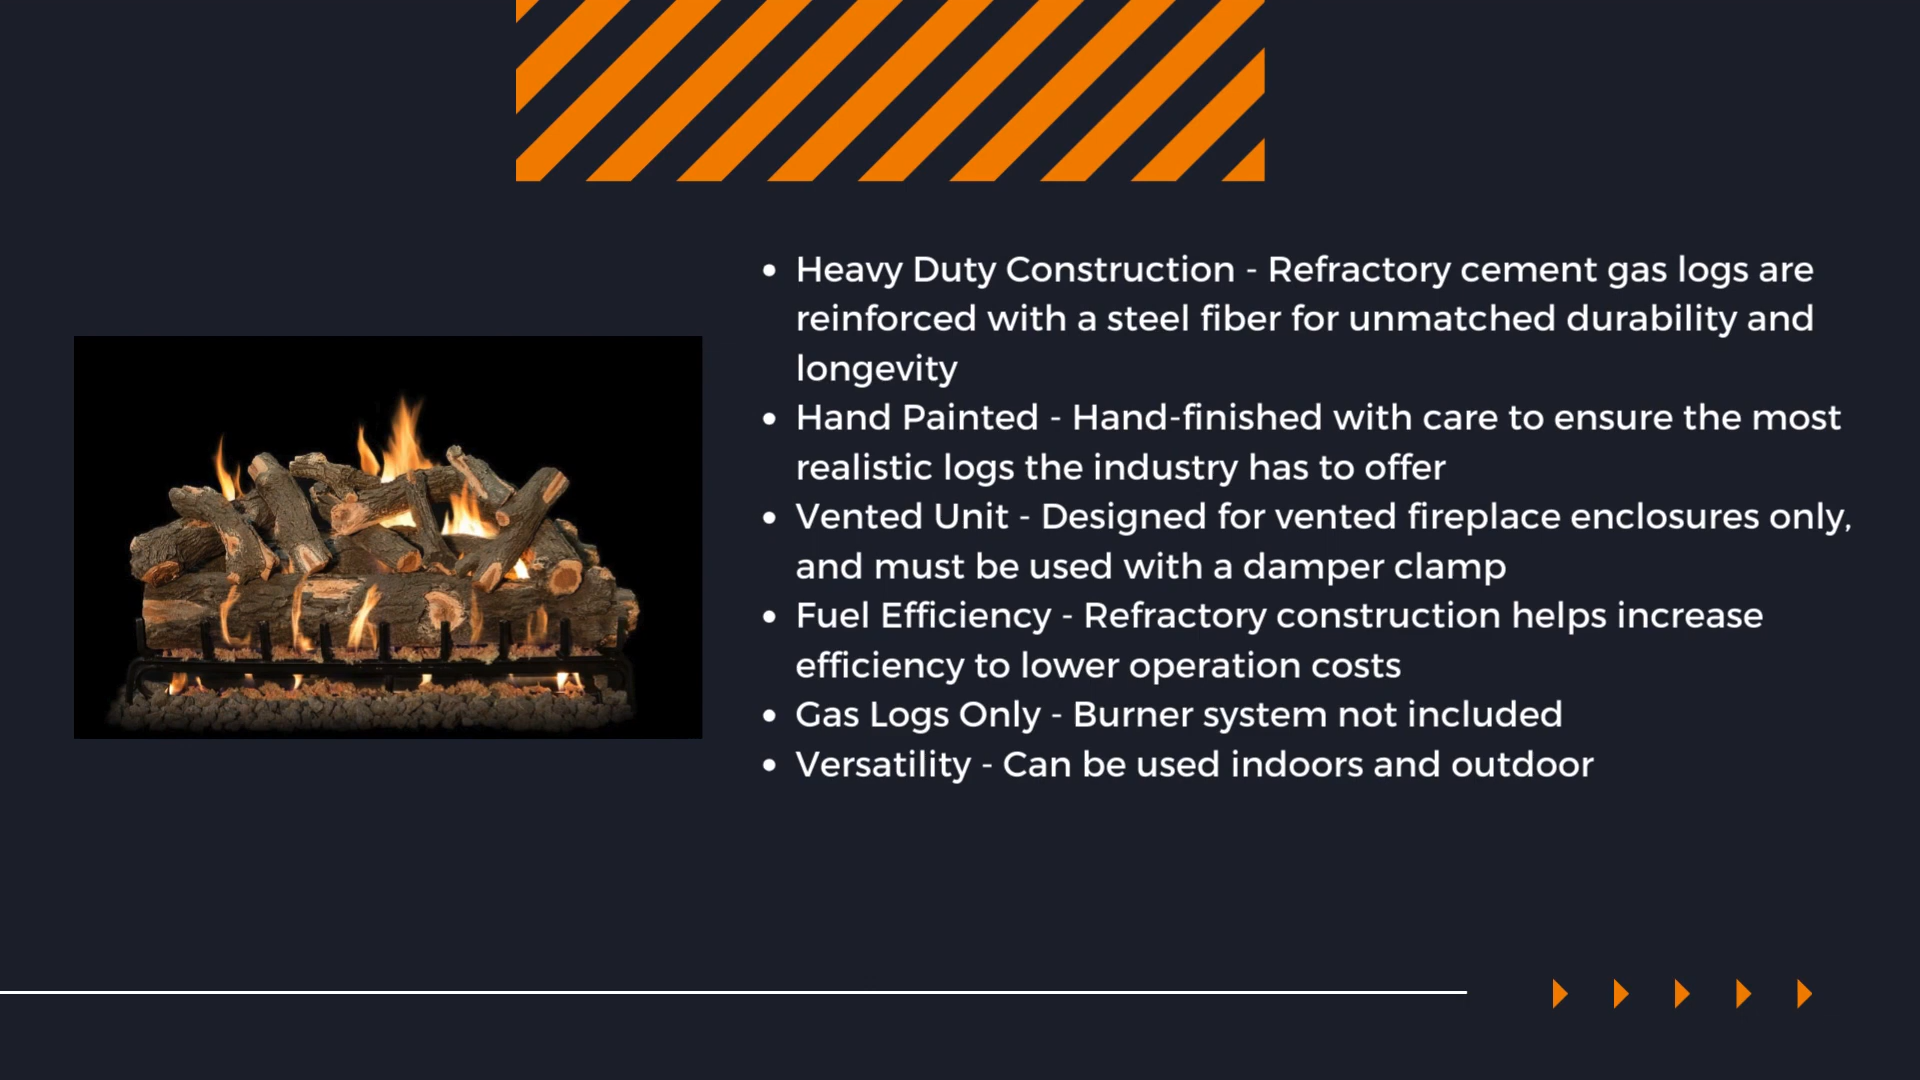 • Heavy Duty Construction - Refractory cement gas logs are
reinforced with a steel fiber for unmatched durability and
longevity
• Hand Painted - Hand-finished with care to ensure the most
realistic logs the industry has to offer
• Vented Unit - Designed for vented fireplace enclosures only,
and must be used with a damper clamp
• Fuel Efficiency - Refractory construction helps increase
efficiency to lower operation costs
• Gas Logs Only - Burner system not included
• Versatility - Can be used indoors and outdoor